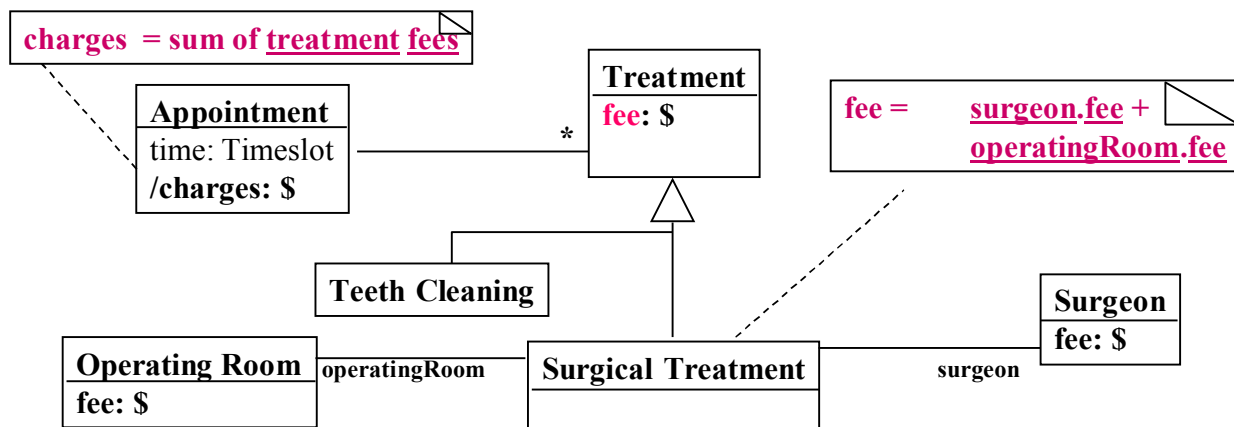 charges = sum of treatment fees
Treatment
fee: $
fee = surgeon.fee +
operatingRoom.fee
Appointment
time: Timeslot
/charges: $
*
Teeth Cleaning
Surgeon
fee: $
Operating Room
fee: $
operatingRoom
Surgical Treatment
surgeon